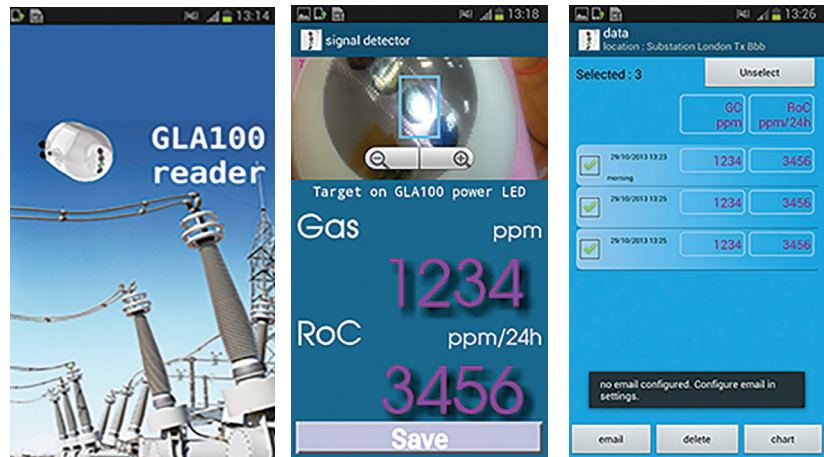 13:14
GLA100
reader
13:18
signal detector
Target on GLA100 power LED
Gas ppm
1234
RoC ppm/24h
3456
Save
13:26
data
location : Substation London Tx Bbb
Selected : 3
Unselect
GC
ppm
RoC
ppm/24h
29/10/2013 13:23 1234 3456
morning
29/10/2013 13:25 1234 3456
29/10/2013 13:25 1234 3456
no email configured. Configure email in
settings.
email delete chart